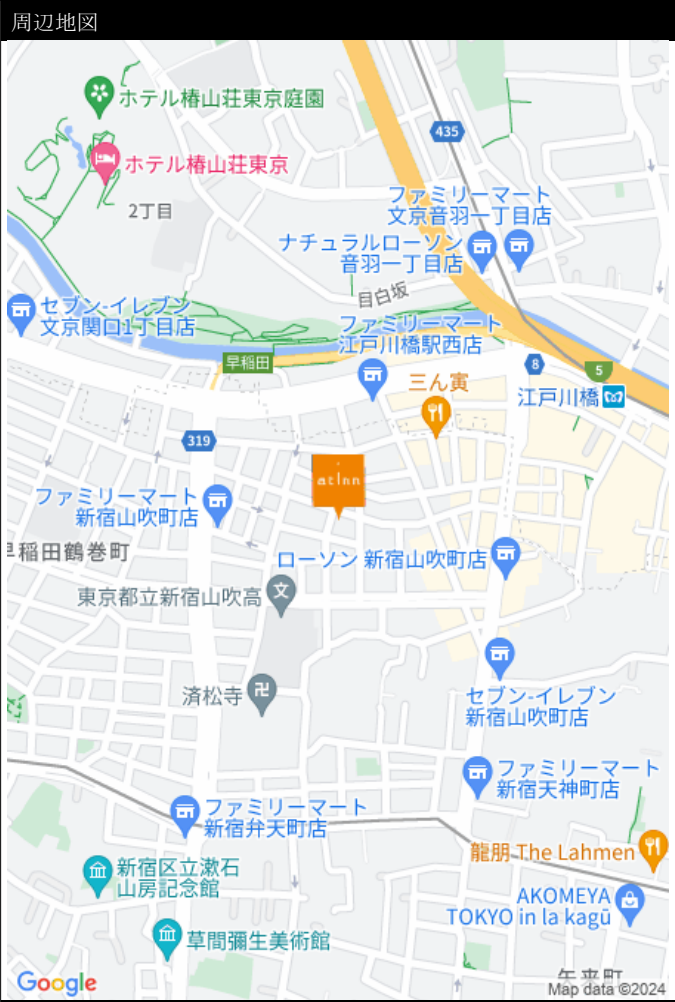 周辺地図
ホテル椿山荘東京庭園
435
ホテル椿山荘東京
2丁目
ファミリーマート
文京音羽一丁目店
ナチュラルローソン
音羽一丁目店
目白坂
セブン-イレブン
文京関口1丁目店
ファミリーマート
江戸川橋駅西店
早稲田
8
5
三ん寅
江戸川橋
319
at inn
ファミリーマート
新宿山吹町店
早稲田鶴巻町
ローソン 新宿山吹町店
文
東京都立新宿山吹高
済松寺
セブン-イレブン
新宿山吹町店
ファミリーマート
新宿天神町店
ファミリーマート
新宿弁天町店
龍朋 The Lahmen
新宿区立漱石
山房記念館
AKOMEYA
TOKYO in la kagū
草間彌生美術館
矢来町
Google
Map data ©2024